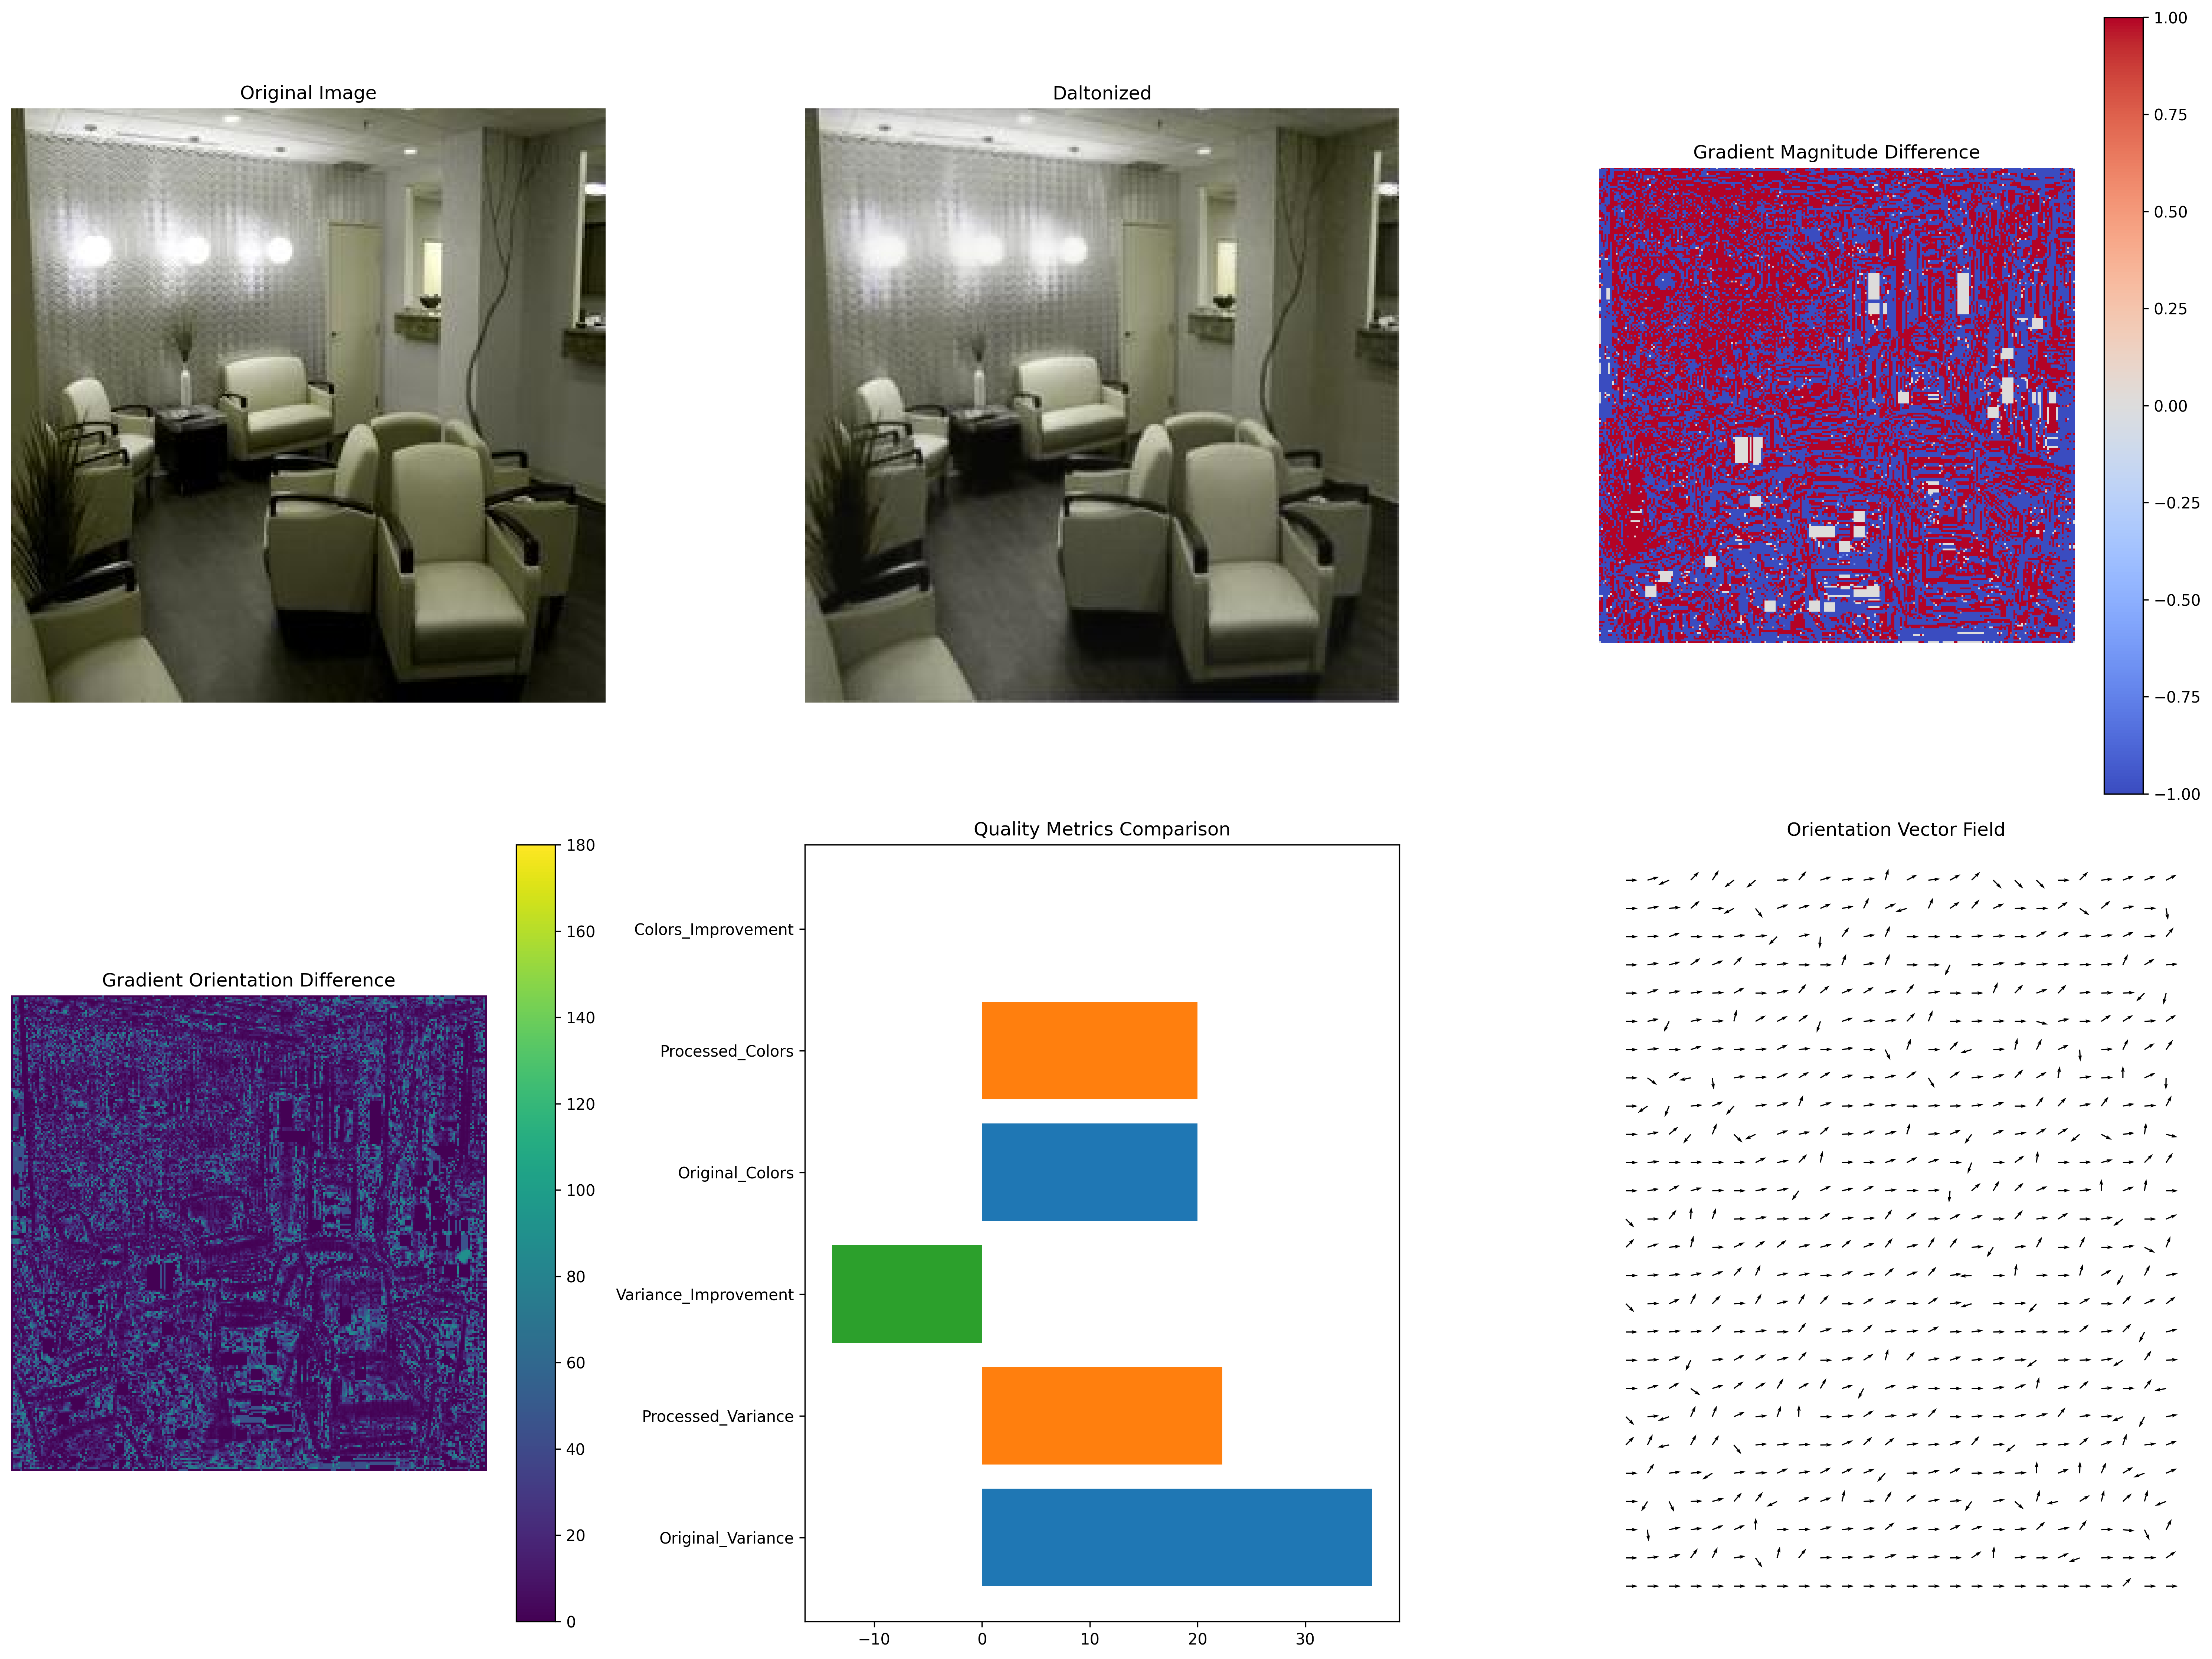 Original Image
Daltonized
Gradient Magnitude Difference
1.00
0.75
0.50
0.25
0.00
−0.25
−0.50
−0.75
−1.00
Gradient Orientation Difference
180
160
140
120
100
80
60
40
20
0
Quality Metrics Comparison
Colors_Improvement
Processed_Colors
Original_Colors
Variance_Improvement
Processed_Variance
Original_Variance
−10 0 10 20 30
Orientation Vector Field